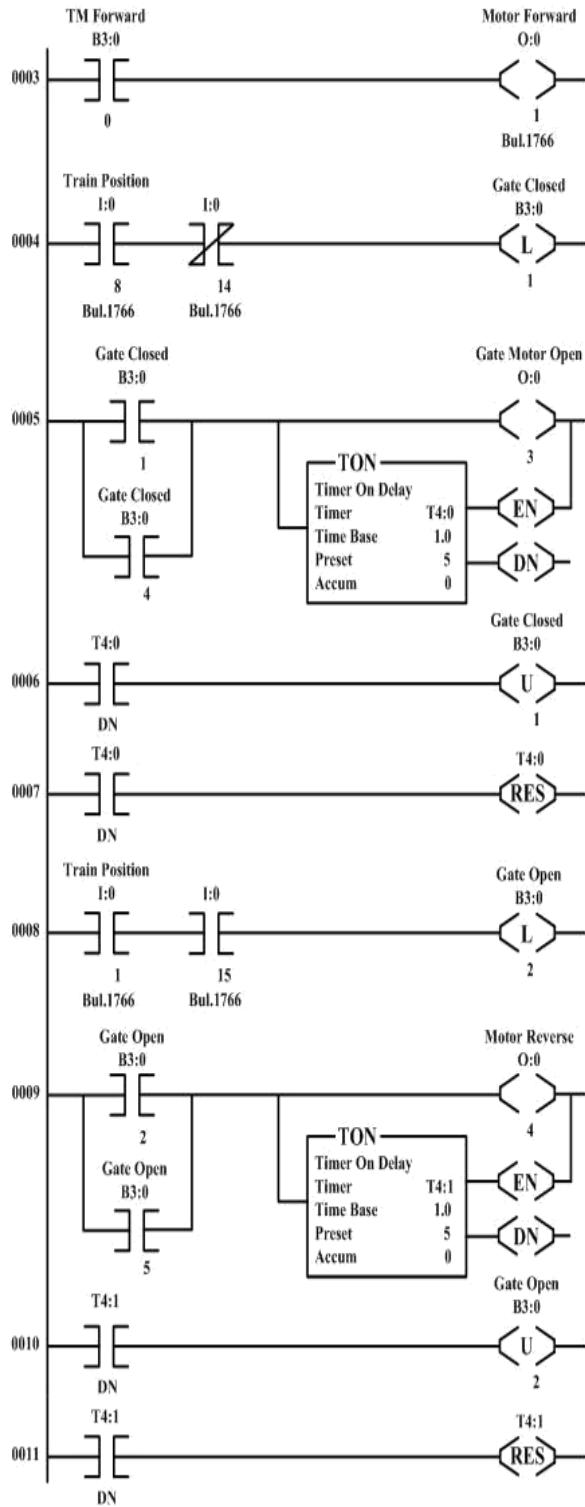 TM Forward Motor Forward
B3:0 O:0
0003
0 1
Bul.1766
Train Position Gate Closed
I:0 I:0 B3:0
0004 L
8 14 1
Bul.1766 Bul.1766
Gate Closed Gate Motor Open
B3:0 O:0
0005
1 3
TON
Gate Closed Timer On Delay
B3:0 Timer T4:0 EN
Time Base 1.0
4 Preset 5 DN
Accum 0
T4:0 Gate Closed
B3:0
0006 U
DN 1
T4:0 T4:0
0007 RES
DN
Train Position Gate Open
I:0 I:0 B3:0
0008 L
1 15 2
Bul.1766 Bul.1766
Gate Open Motor Reverse
B3:0 O:0
0009
2 4
TON
Gate Open Timer On Delay
B3:0 Timer T4:1 EN
Time Base 1.0
5 Preset 5 DN
Accum 0
T4:1 Gate Open
B3:0
0010 U
DN 2
T4:1 T4:1
0011 RES
DN